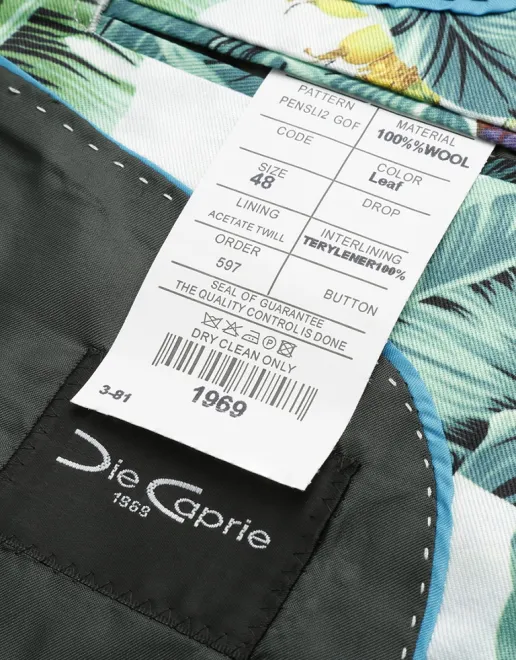 PATTERN
PENSLI2 GOF
MATERIAL
100%%WOOL
CODE
SIZE
48
COLOR
Leaf
LINING
ACETATE TWILL
DROP
ORDER
597
INTERLINING
TERYLENER100%
BUTTON
SEAL OF GUARANTEE
THE QUALITY CONTROL IS DONE
P
DRY CLEAN ONLY
1969
3-81
Die Caprie
1969